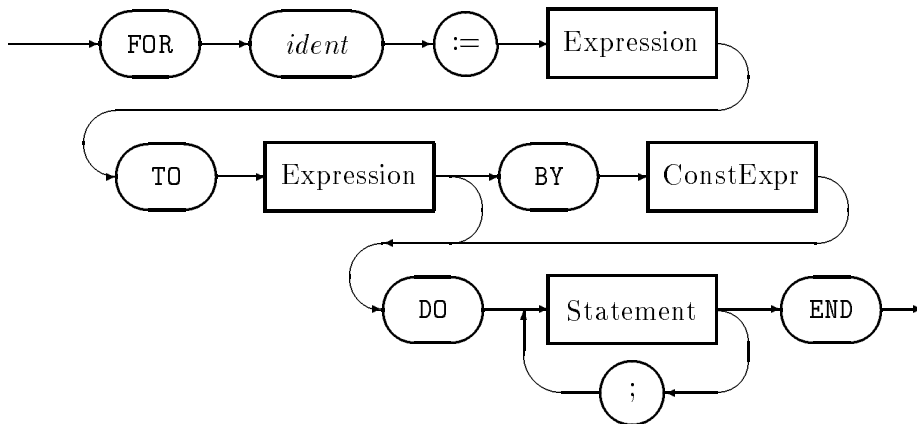 FOR ident := Expression
TO Expression BY ConstExpr
DO Statement END
;